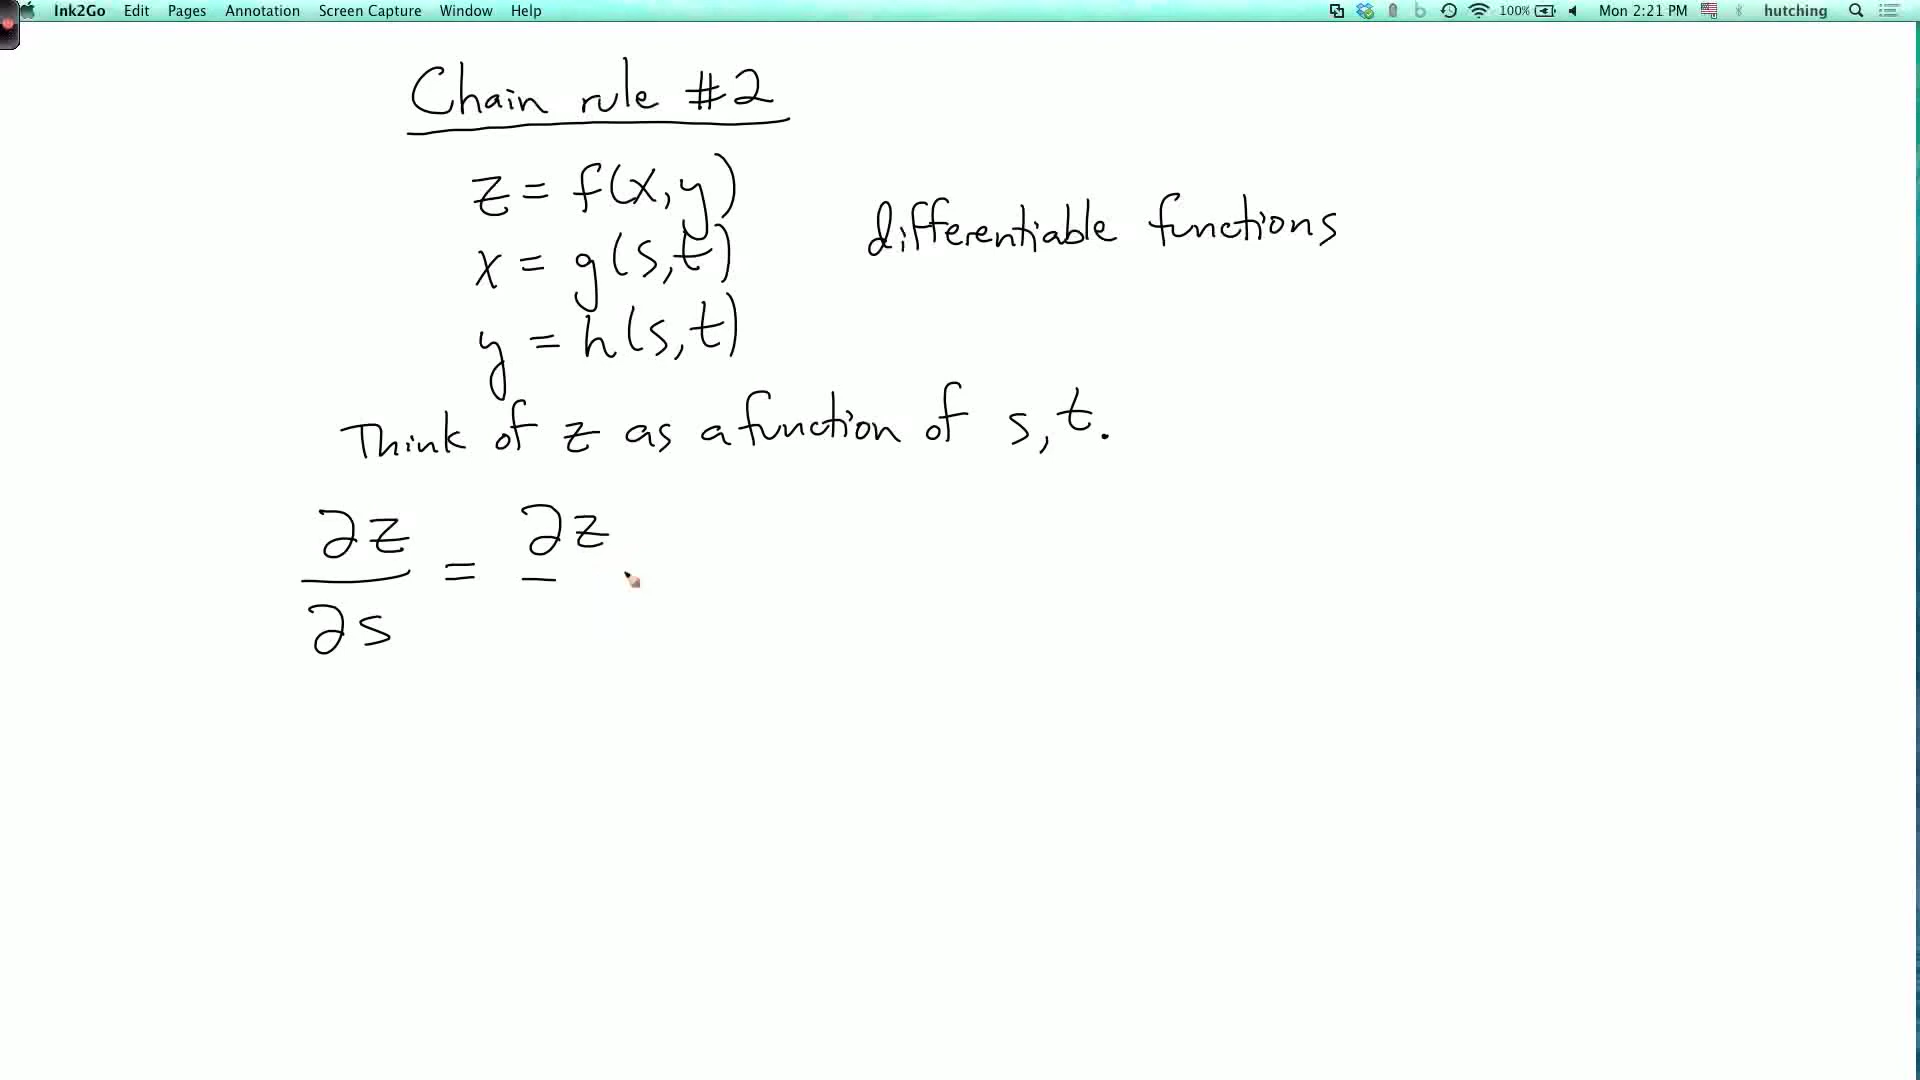 Ink2Go Edit Pages Annotation Screen Capture Window Help 100% Mon 2:21 PM hutching
Chain rule #2
z = f(x,y)
differentiable functions
x = g(s,t)
y = h(s,t)
Think of z as a function of s, t.
∂z = ∂z
∂s